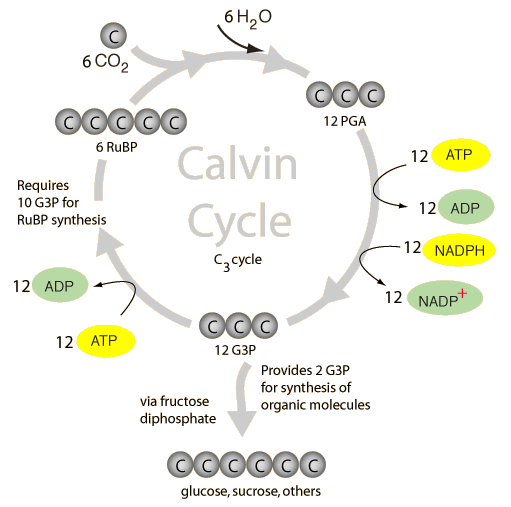 6 H2O
C
6 CO2
C C C C C
6 RuBP
C C C
12 PGA
Calvin
Cycle
C3 cycle
12 ATP
12 ADP
12 NADPH
12 NADP+
Requires
10 G3P for
RuBP synthesis
12 ADP
12 ATP
C C C
12 G3P
Provides 2 G3P
for synthesis of
organic molecules
via fructose
diphosphate
C C C C C C
glucose, sucrose, others